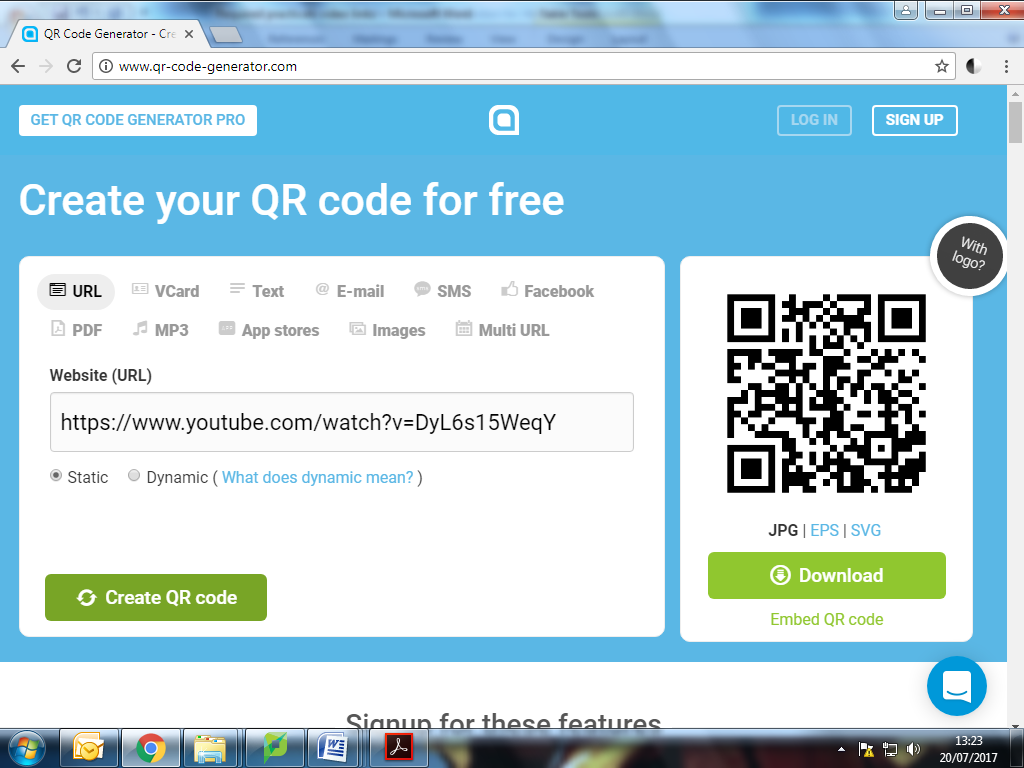 QR Code Generator - Cre
www.qr-code-generator.com
GET QR CODE GENERATOR PRO
LOG IN
SIGN UP
Create your QR code for free
With
logo?
URL VCard Text E-mail SMS Facebook
PDF MP3 App stores Images Multi URL
Website (URL)
https://www.youtube.com/watch?v=DyL6s15WeqY
Static Dynamic ( What does dynamic mean? )
Create QR code
JPG | EPS | SVG
Download
Embed QR code
Signup for these features
13:23
20/07/2017